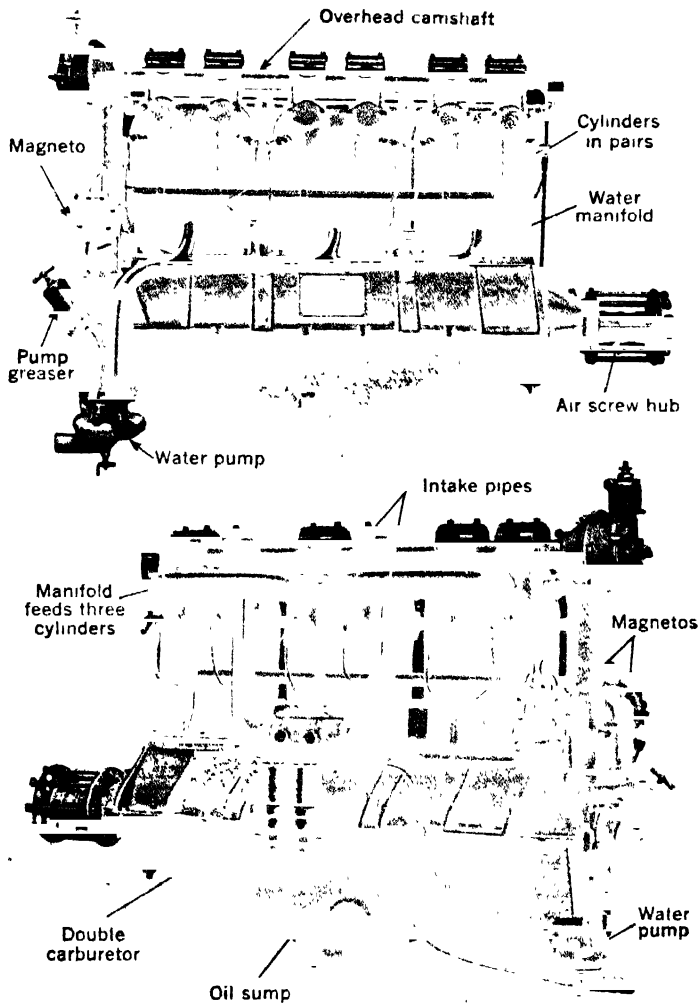 Overhead camshaft
Cylinders
in pairs
Magneto
Water
manifold
Pump
greaser
Air screw hub
Water pump
Intake pipes
Manifold
feeds three
cylinders
Magnetos
Double
carburetor
Water
pump
Oil sump